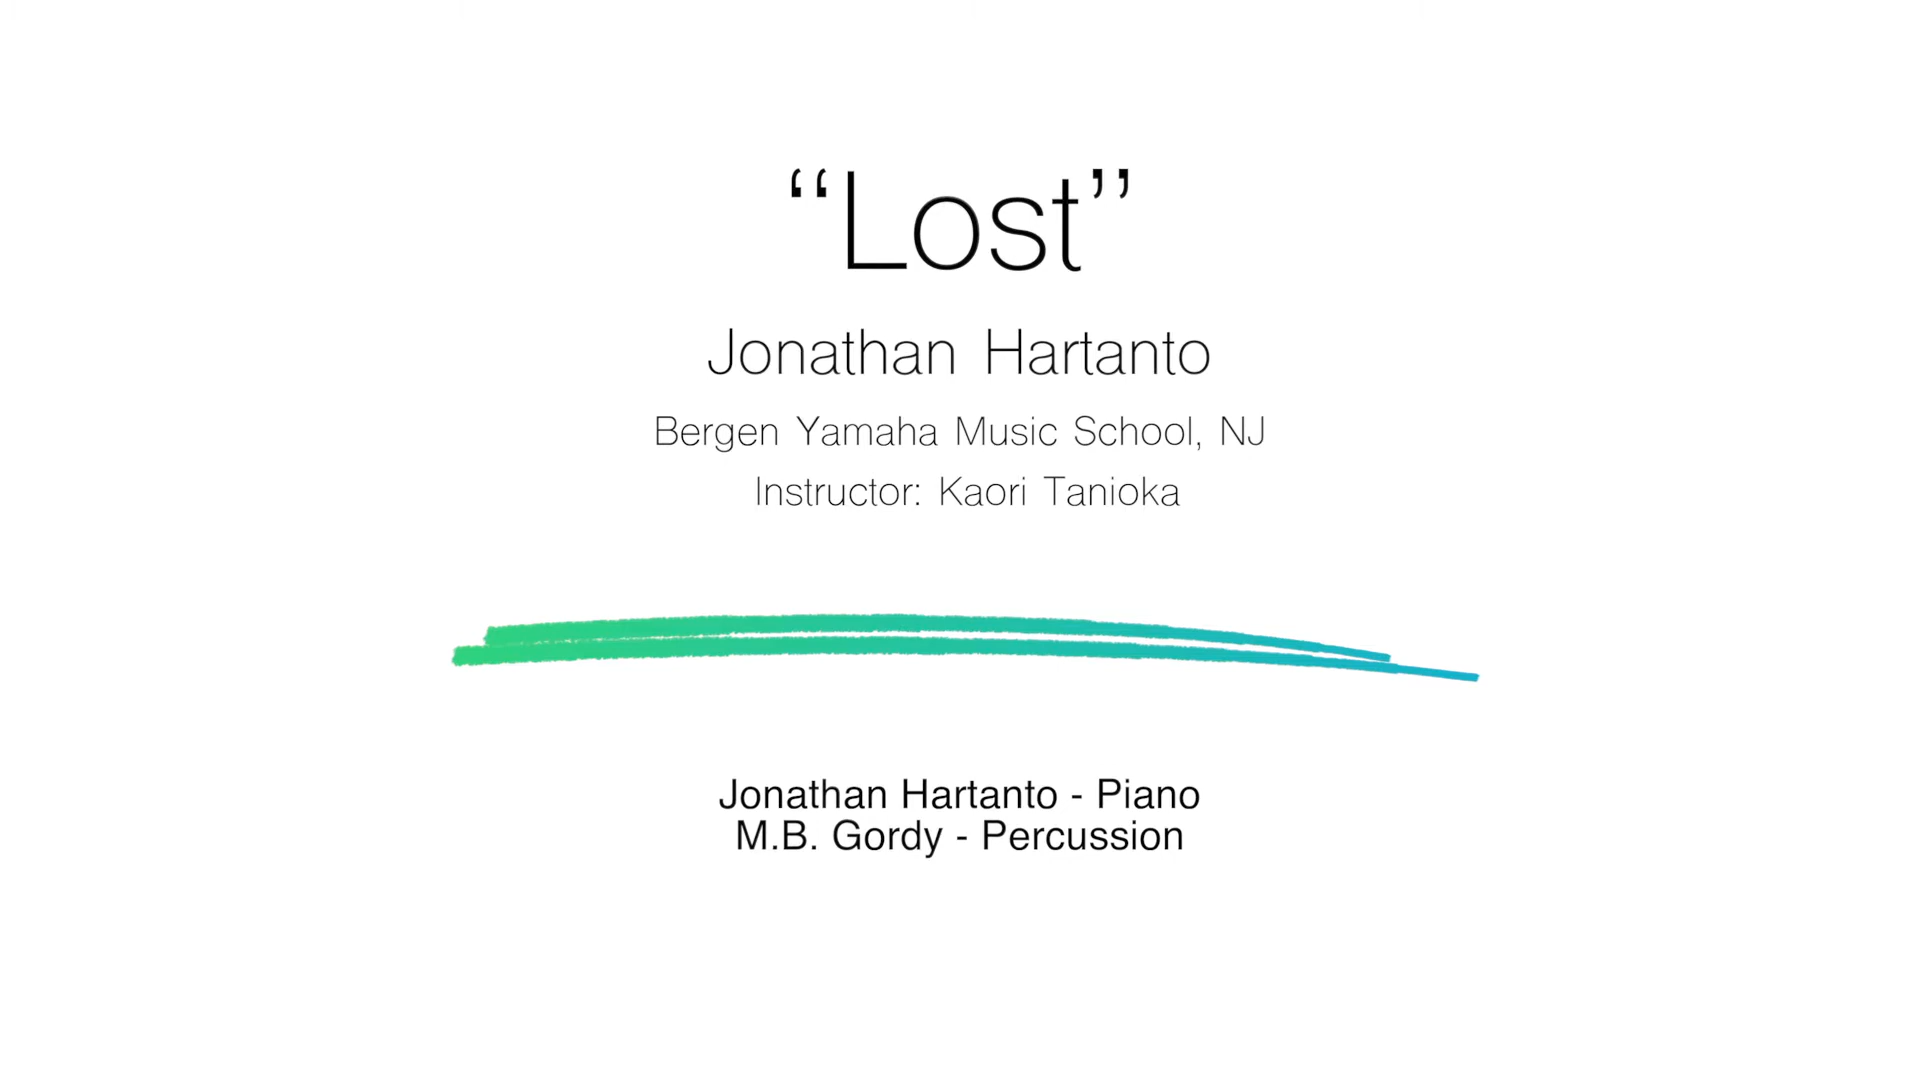 “Lost”
Jonathan Hartanto
Bergen Yamaha Music School, NJ
Instructor: Kaori Tanioka
Jonathan Hartanto - Piano
M.B. Gordy - Percussion